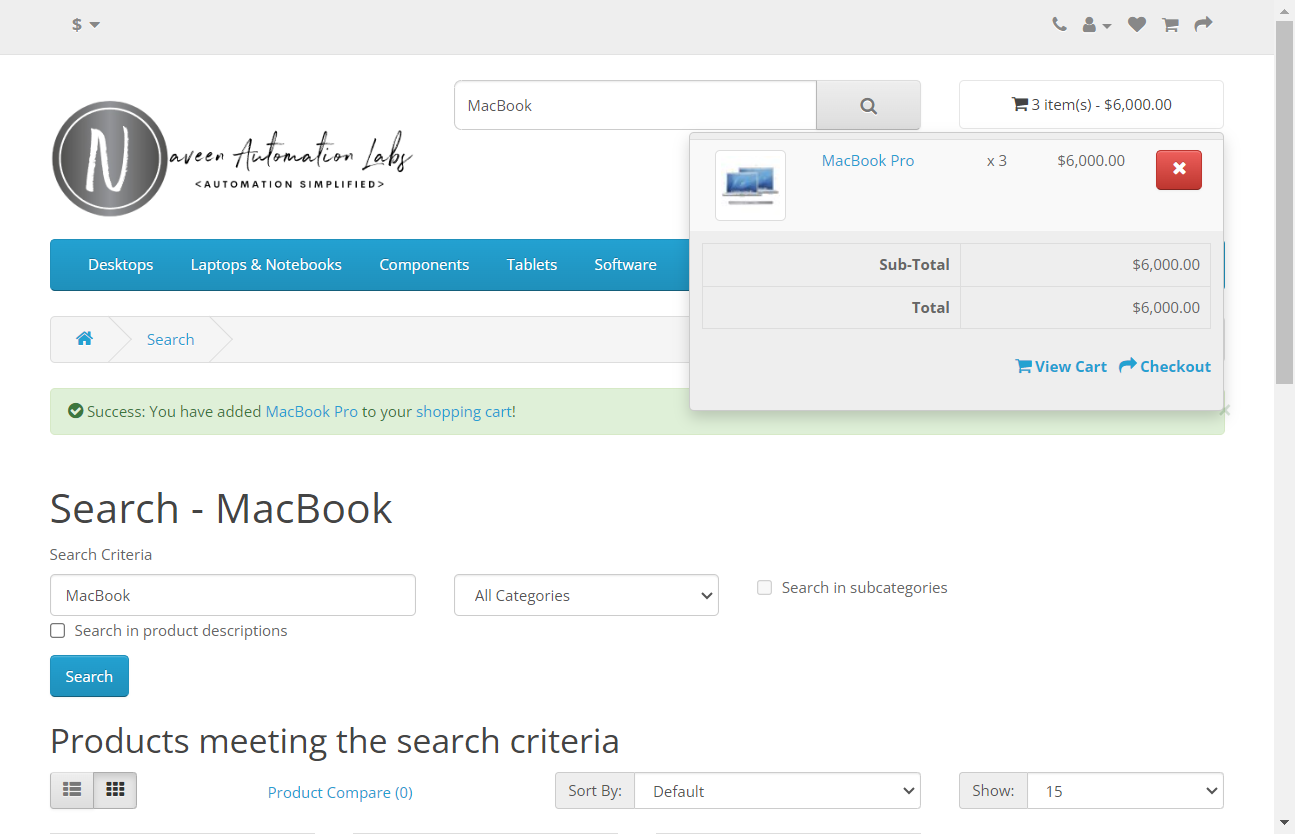 $
MacBook
3 item(s) - $6,000.00
N
aveen Automation Labs
<AUTOMATION SIMPLIFIED>
MacBook Pro x 3 $6,000.00
Sub-Total $6,000.00
Total $6,000.00
View Cart Checkout
Desktops Laptops & Notebooks Components Tablets Software
Search
Success: You have added MacBook Pro to your shopping cart!
Search - MacBook
Search Criteria
MacBook All Categories Search in subcategories
Search in product descriptions
Search
Products meeting the search criteria
Product Compare (0) Sort By: Default Show: 15